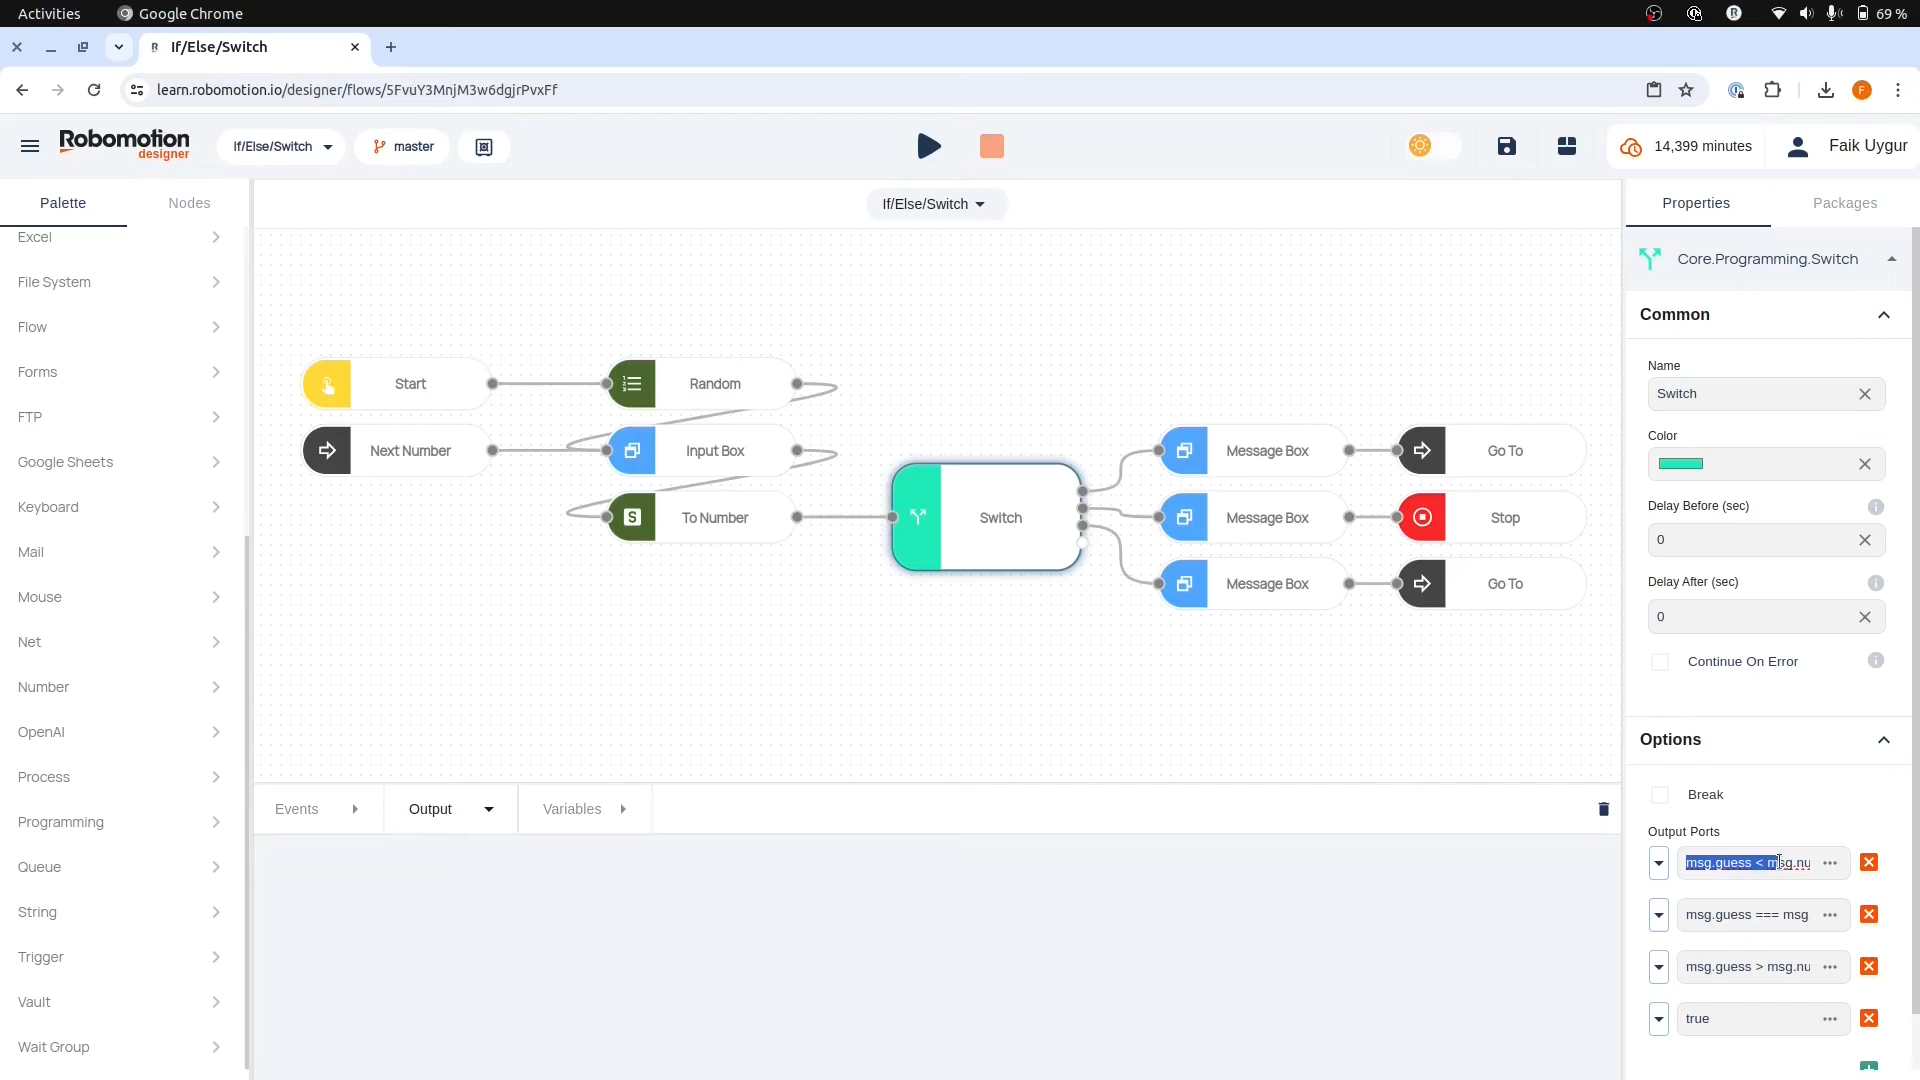 Activities
Google Chrome
69 %
If/Else/Switch
learn.robomotion.io/designer/flows/5FvuY3MnjM3w6dgjrPvxFf
F
Robomotion
designer
If/Else/Switch
master
14,399 minutes
Faik Uygur
Palette
Nodes
If/Else/Switch
Properties
Packages
Excel
File System
Flow
Forms
FTP
Google Sheets
Keyboard
Mail
Mouse
Net
Number
OpenAI
Process
Programming
Queue
String
Trigger
Vault
Wait Group
Start
Random
Next Number
Input Box
Message Box
Go To
To Number
Switch
Message Box
Stop
Message Box
Go To
Events
Output
Variables
Core.Programming.Switch
Common
Name
Switch
Color
Delay Before (sec)
0
Delay After (sec)
0
Continue On Error
Options
Break
Output Ports
msg.guess < msg.nu
msg.guess === msg
msg.guess > msg.nu
true